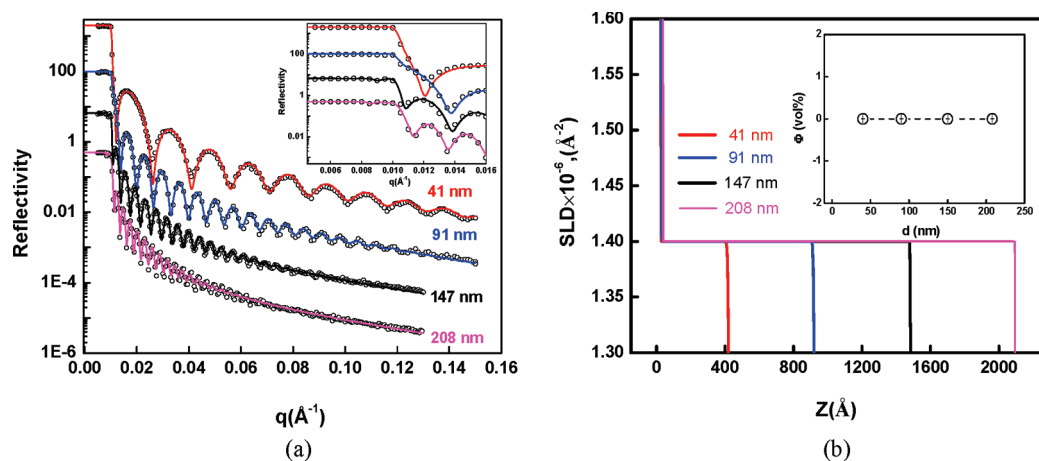 (a)
Reflectivity
100
1
0.01
1E-4
1E-6
0.00 0.02 0.04 0.06 0.08 0.10 0.12 0.14 0.16
q(Å⁻¹)
41 nm
91 nm
147 nm
208 nm
Reflectivity
100
1
0.01
0.006 0.008 0.010 0.012 0.014 0.016
q(Å⁻¹)
(a)
SLD×10⁻⁶,(Å⁻²)
1.60
1.55
1.50
1.45
1.40
1.35
1.30
0 400 800 1200 1600 2000
Z(Å)
41 nm
91 nm
147 nm
208 nm
Φ (vol%)
2
1
0
-1
-2
0 50 100 150 200 250
d (nm)
(b)